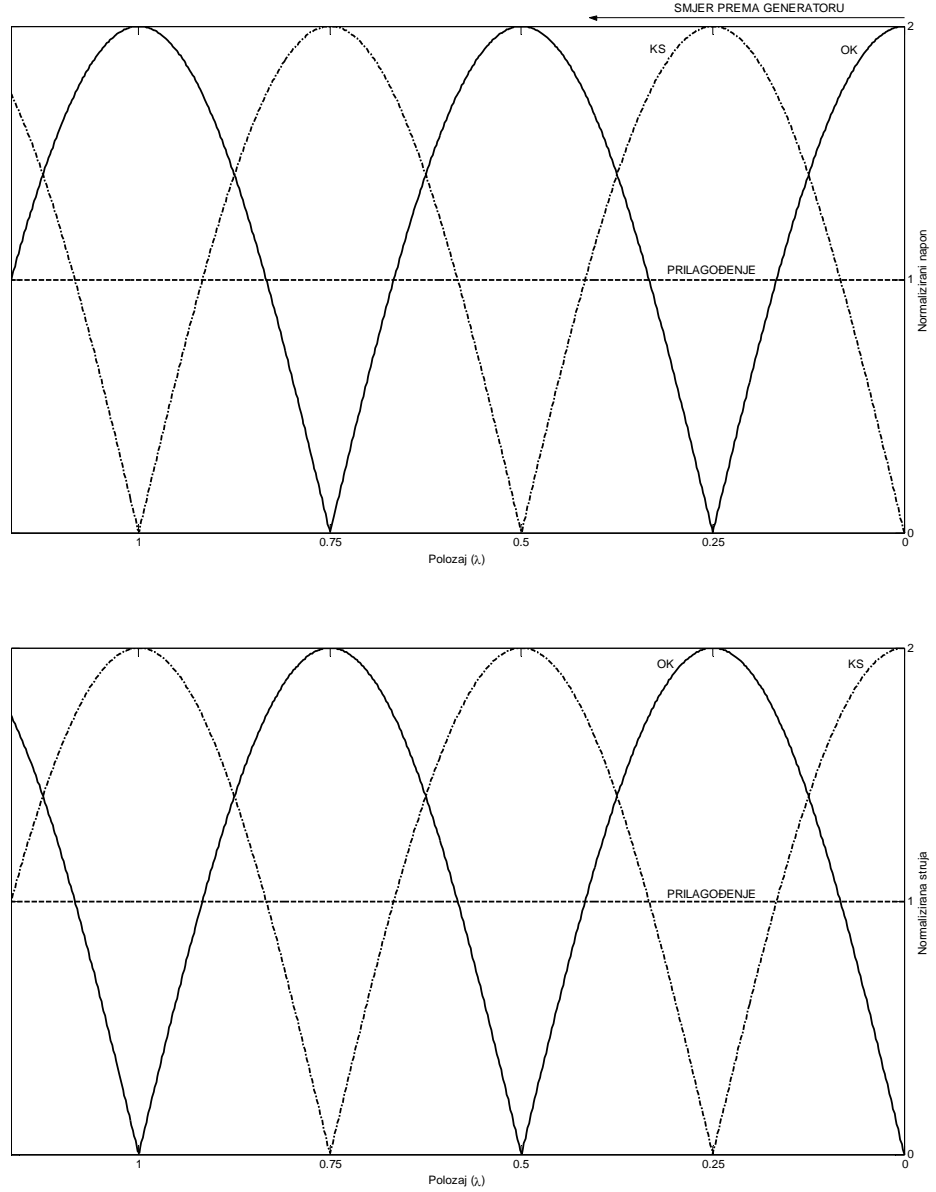 SMJER PREMA GENERATORU
2
KS
OK
PRILAGOĐENJE
1
Normalizirani napon
0
1
0.75
0.5
0.25
0
Polozaj (λ)
2
OK
KS
PRILAGOĐENJE
1
Normalizirana struja
0
1
0.75
0.5
0.25
0
Polozaj (λ)